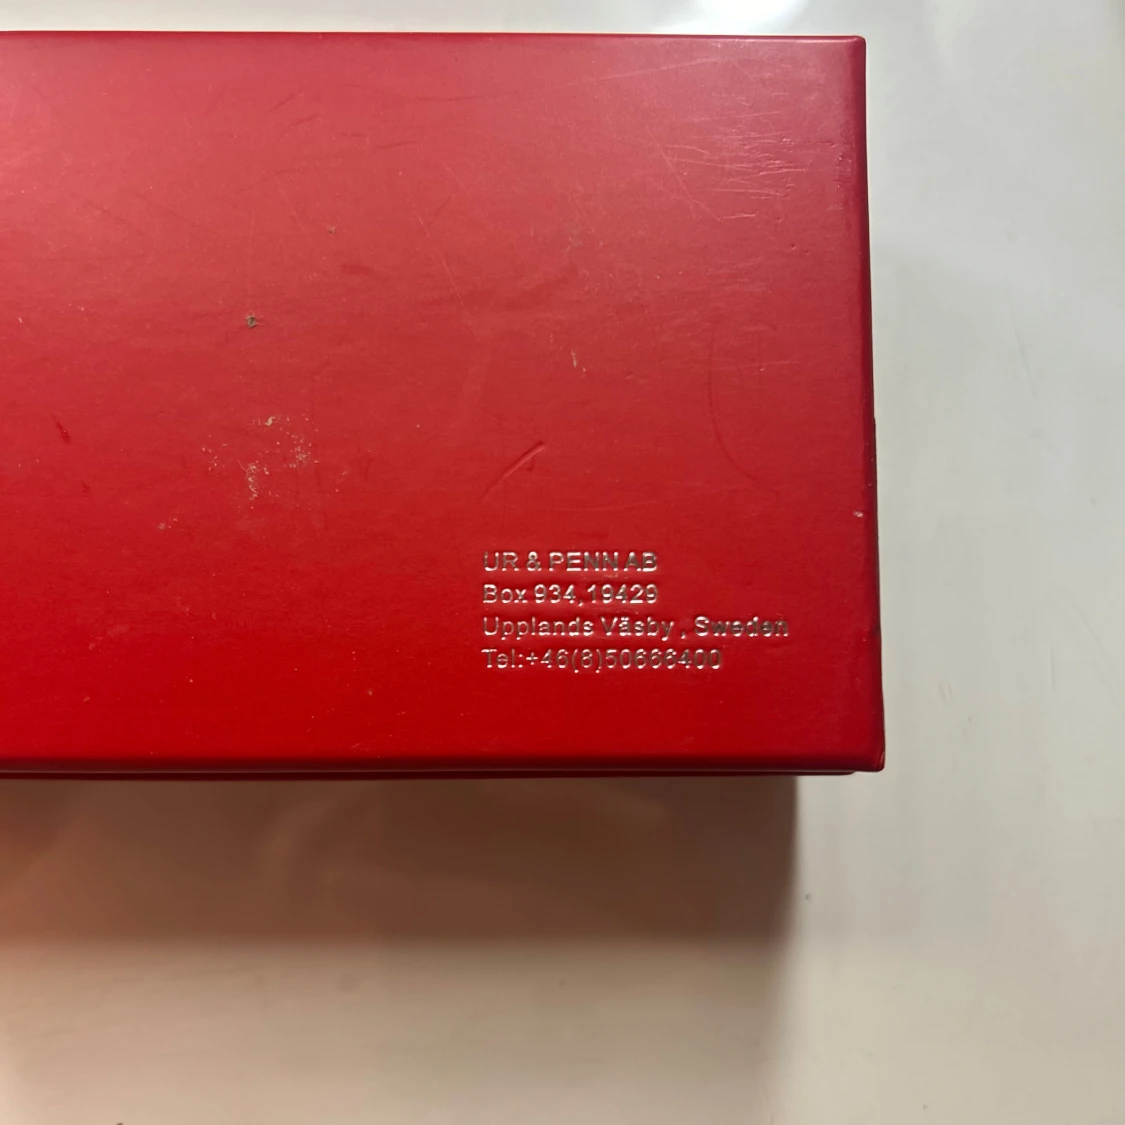 UR & PENN AB
Box 934,19429
Upplands Väsby , Sweden
Tel:+46(8)50666400